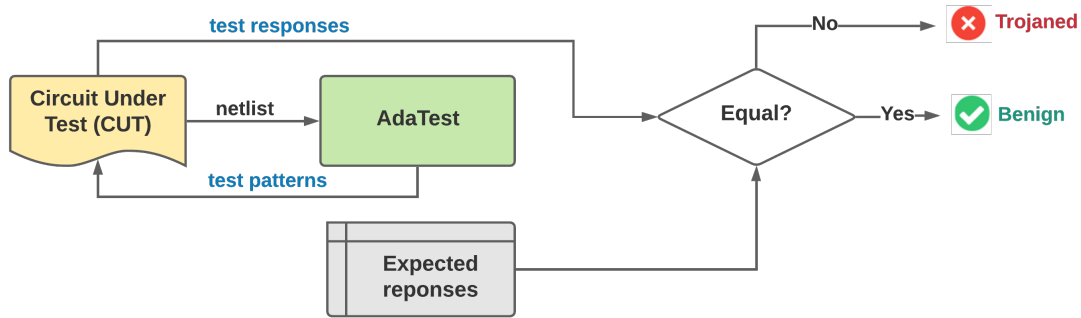 test responses
No
Trojaned
Circuit Under
Test (CUT)
netlist
AdaTest
Equal?
Yes
Benign
test patterns
Expected
reponses